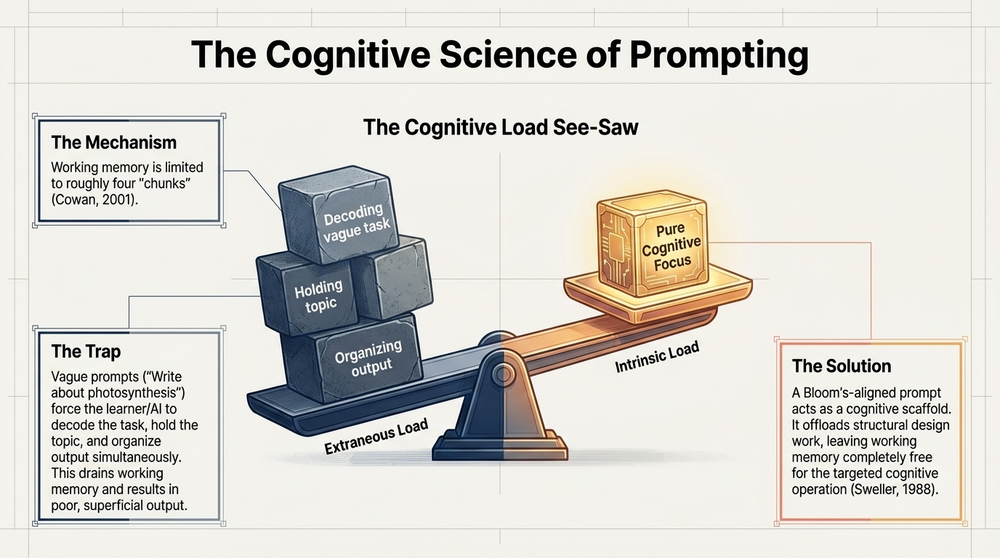 The Cognitive Science of Prompting
The Cognitive Load See-Saw
The Mechanism
Working memory is limited
to roughly four "chunks"
(Cowan, 2001).
The Trap
Vague prompts (“Write
about photosynthesis”)
force the learner/AI to
decode the task, hold the
topic, and organize
output simultaneously.
This drains working
memory and results in
poor, superficial output.
Decoding
vague task
Holding
topic
Organizing
output
Extraneous Load
Pure
Cognitive
Focus
Intrinsic Load
The Solution
A Bloom's-aligned prompt
acts as a cognitive scaffold.
It offloads structural design
work, leaving working
memory completely free
for the targeted cognitive
operation (Sweller, 1988).